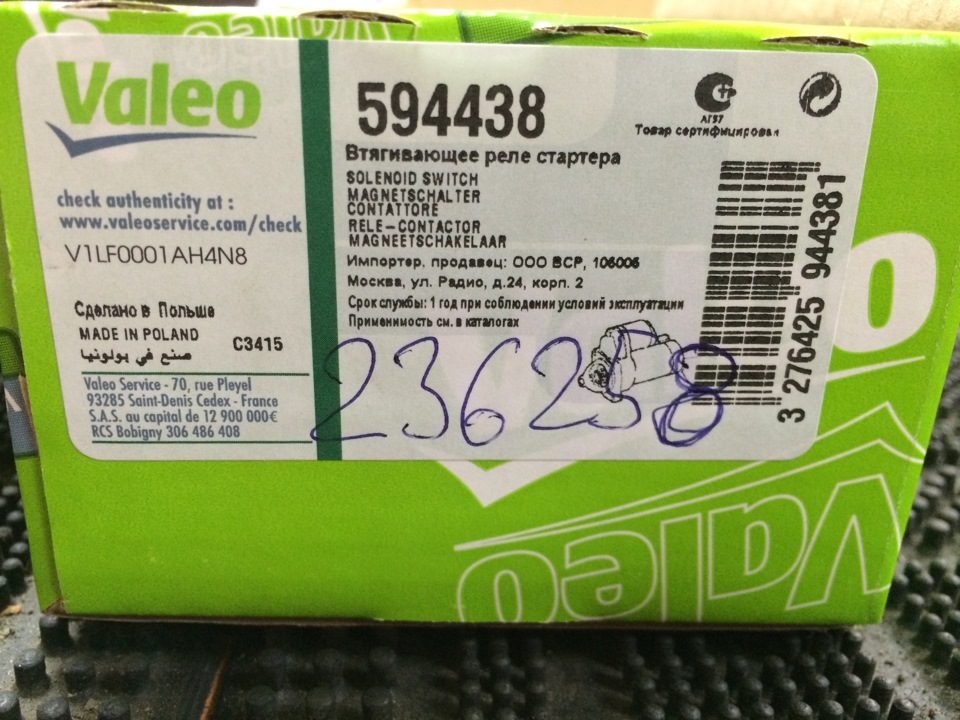 Valeo
check authenticity at :
www.valeoservice.com/check
V1LF0001AH4N8
Сделано в Польше
MADE IN POLAND
صنع في بولونيا
C3415
Valeo Service - 70, rue Pleyel
93285 Saint-Denis Cedex - France
S.A.S. au capital de 12 900 000€
RCS Bobigny 306 486 408
594438
Втягивающее реле стартера
SOLENOID SWITCH
MAGNETSCHALTER
CONTATTORE
RELE-CONTACTOR
MAGNEETSCHAKELAAR
Импортер, продавец: ООО ВСР, 105005
Москва, ул. Радио, д.24, корп. 2
Срок службы: 1 год при соблюдении условий эксплуатации
Применимость см. в каталогах
АГ37
Товар сертифицирован
3 276425 944381
Valeo
Valeo